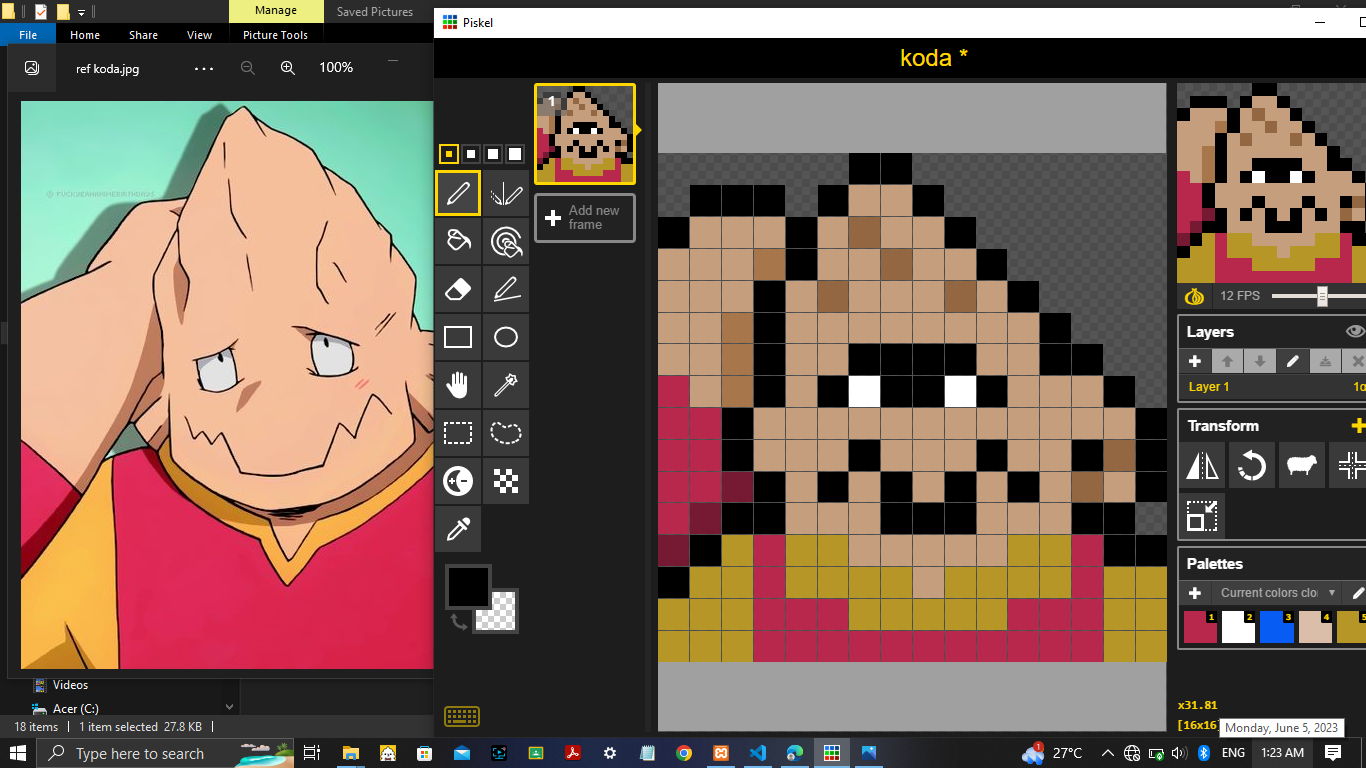 Manage
Saved Pictures
File
Home
Share
View
Picture Tools
ref koda.jpg
100%
Piskel
koda *
1
Add new
frame
12 FPS
Layers
Layer 1
Transform
Palettes
Current colors clo
1
2
3
4
5
x31.81
[16x16]
Videos
Acer (C:)
18 items
1 item selected 27.8 KB
Monday, June 5, 2023
Type here to search
1
27°C
ENG
1:23 AM